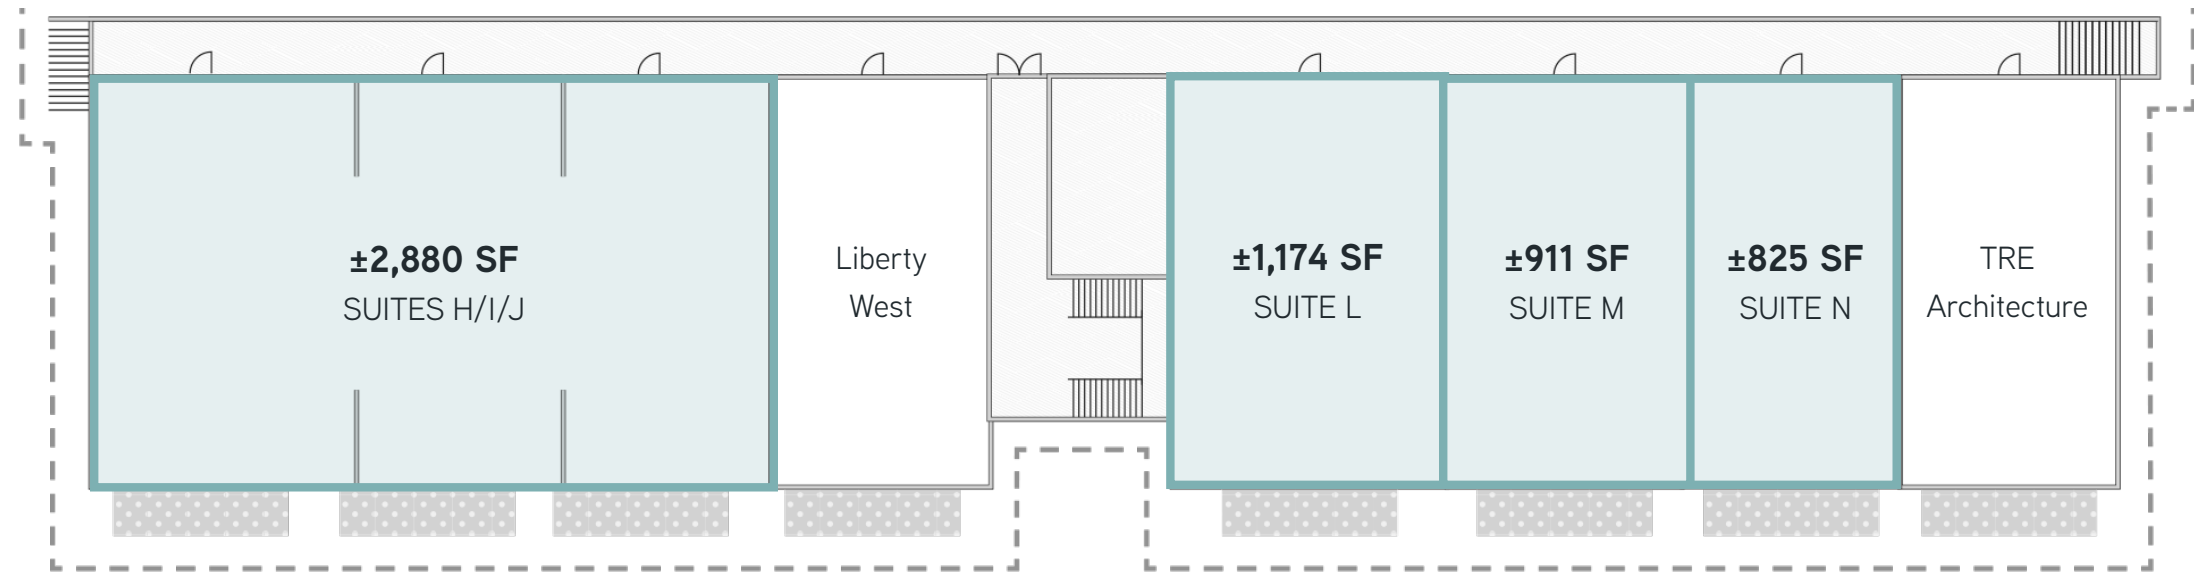 ±2,880 SF
SUITES H/I/J
Liberty
West
±1,174 SF
SUITE L
±911 SF
SUITE M
±825 SF
SUITE N
TRE
Architecture